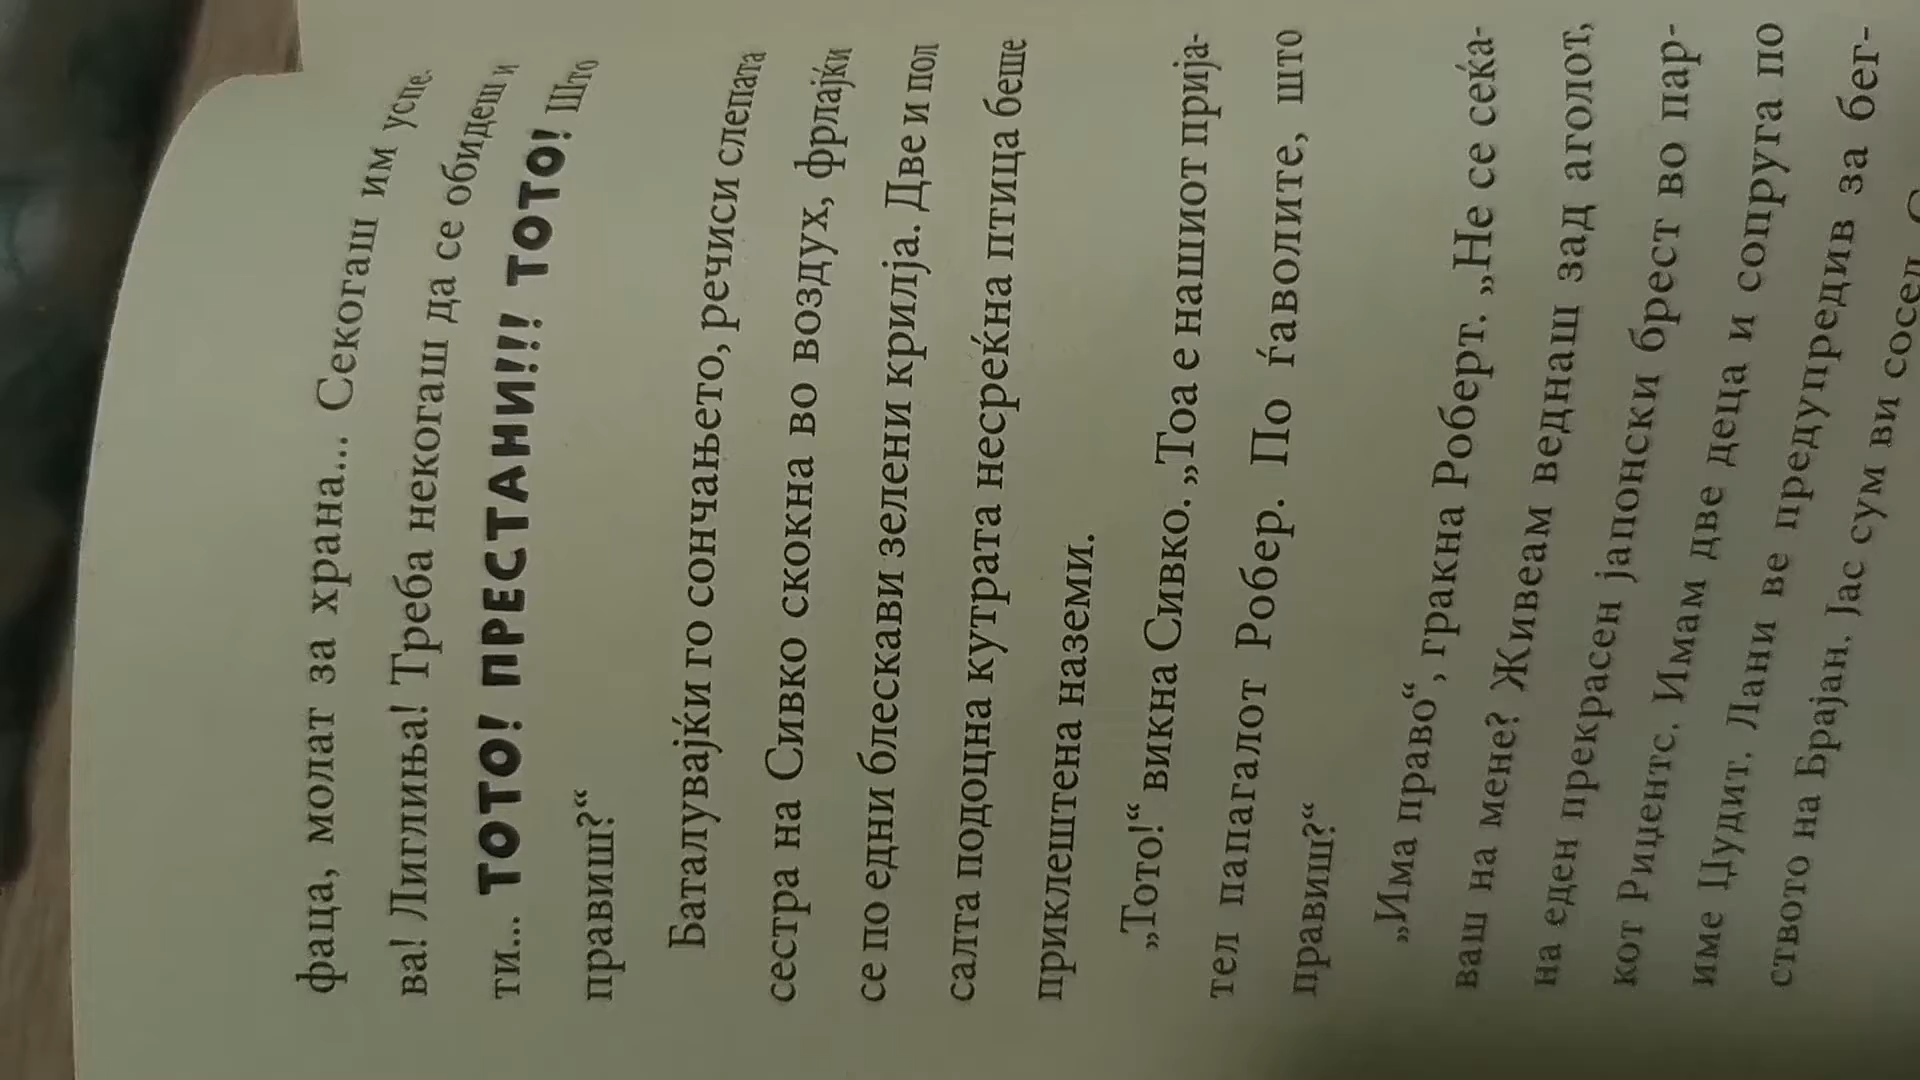 фаца, молат за храна... Секогаш им успе-
ва! Лиглиња! Треба некогаш да се обидеш и
ти... ТОТО! ПРЕСТАНИ!!! ТОТО! Што
правиш?“
Баталувајќи го сончањето, речиси слепата
сестра на Сивко скокна во воздух, фрлајќи
се по едни блескави зелени крилја. Две и пол
салта подоцна кутрата несреќна птица беше
приклештена наземи.
„Тото!“ викна Сивко. „Тоа е нашиот прија-
тел папагалот Робер. По ѓаволите, што
правиш?“
„Има право“, гракна Роберт. „Не се сеќа-
ваш на мене? Живеам веднаш зад аголот,
на еден прекрасен јапонски брест во пар-
кот Риџентс. Имам две деца и сопруга по
име Џудит. Лани ве предупредив за бег-
ството на Брајан. Јас сум ви сосед.